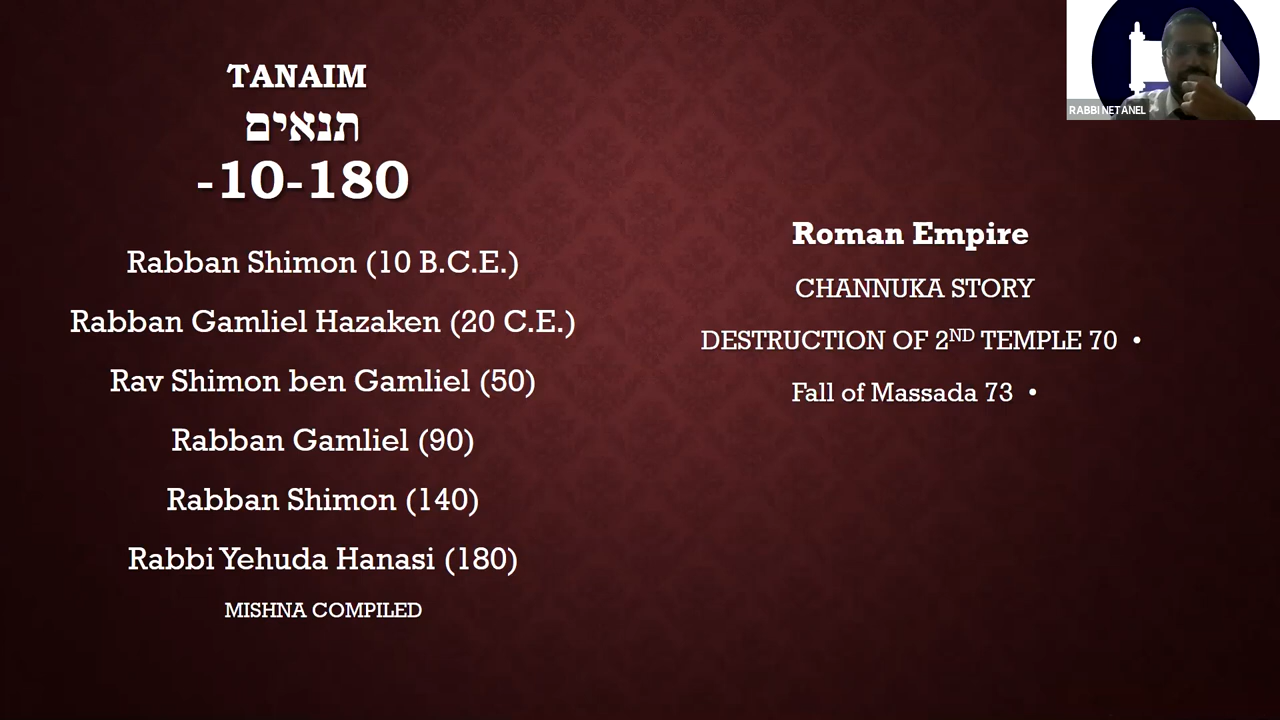 TANAIM
תנאים
-10-180
Rabban Shimon (10 B.C.E.)
Rabban Gamliel Hazaken (20 C.E.)
Rav Shimon ben Gamliel (50)
Rabban Gamliel (90)
Rabban Shimon (140)
Rabbi Yehuda Hanasi (180)
MISHNA COMPILED
Roman Empire
CHANNUKA STORY
DESTRUCTION OF 2ND TEMPLE 70 •
Fall of Massada 73 •
RABBI NETANEL